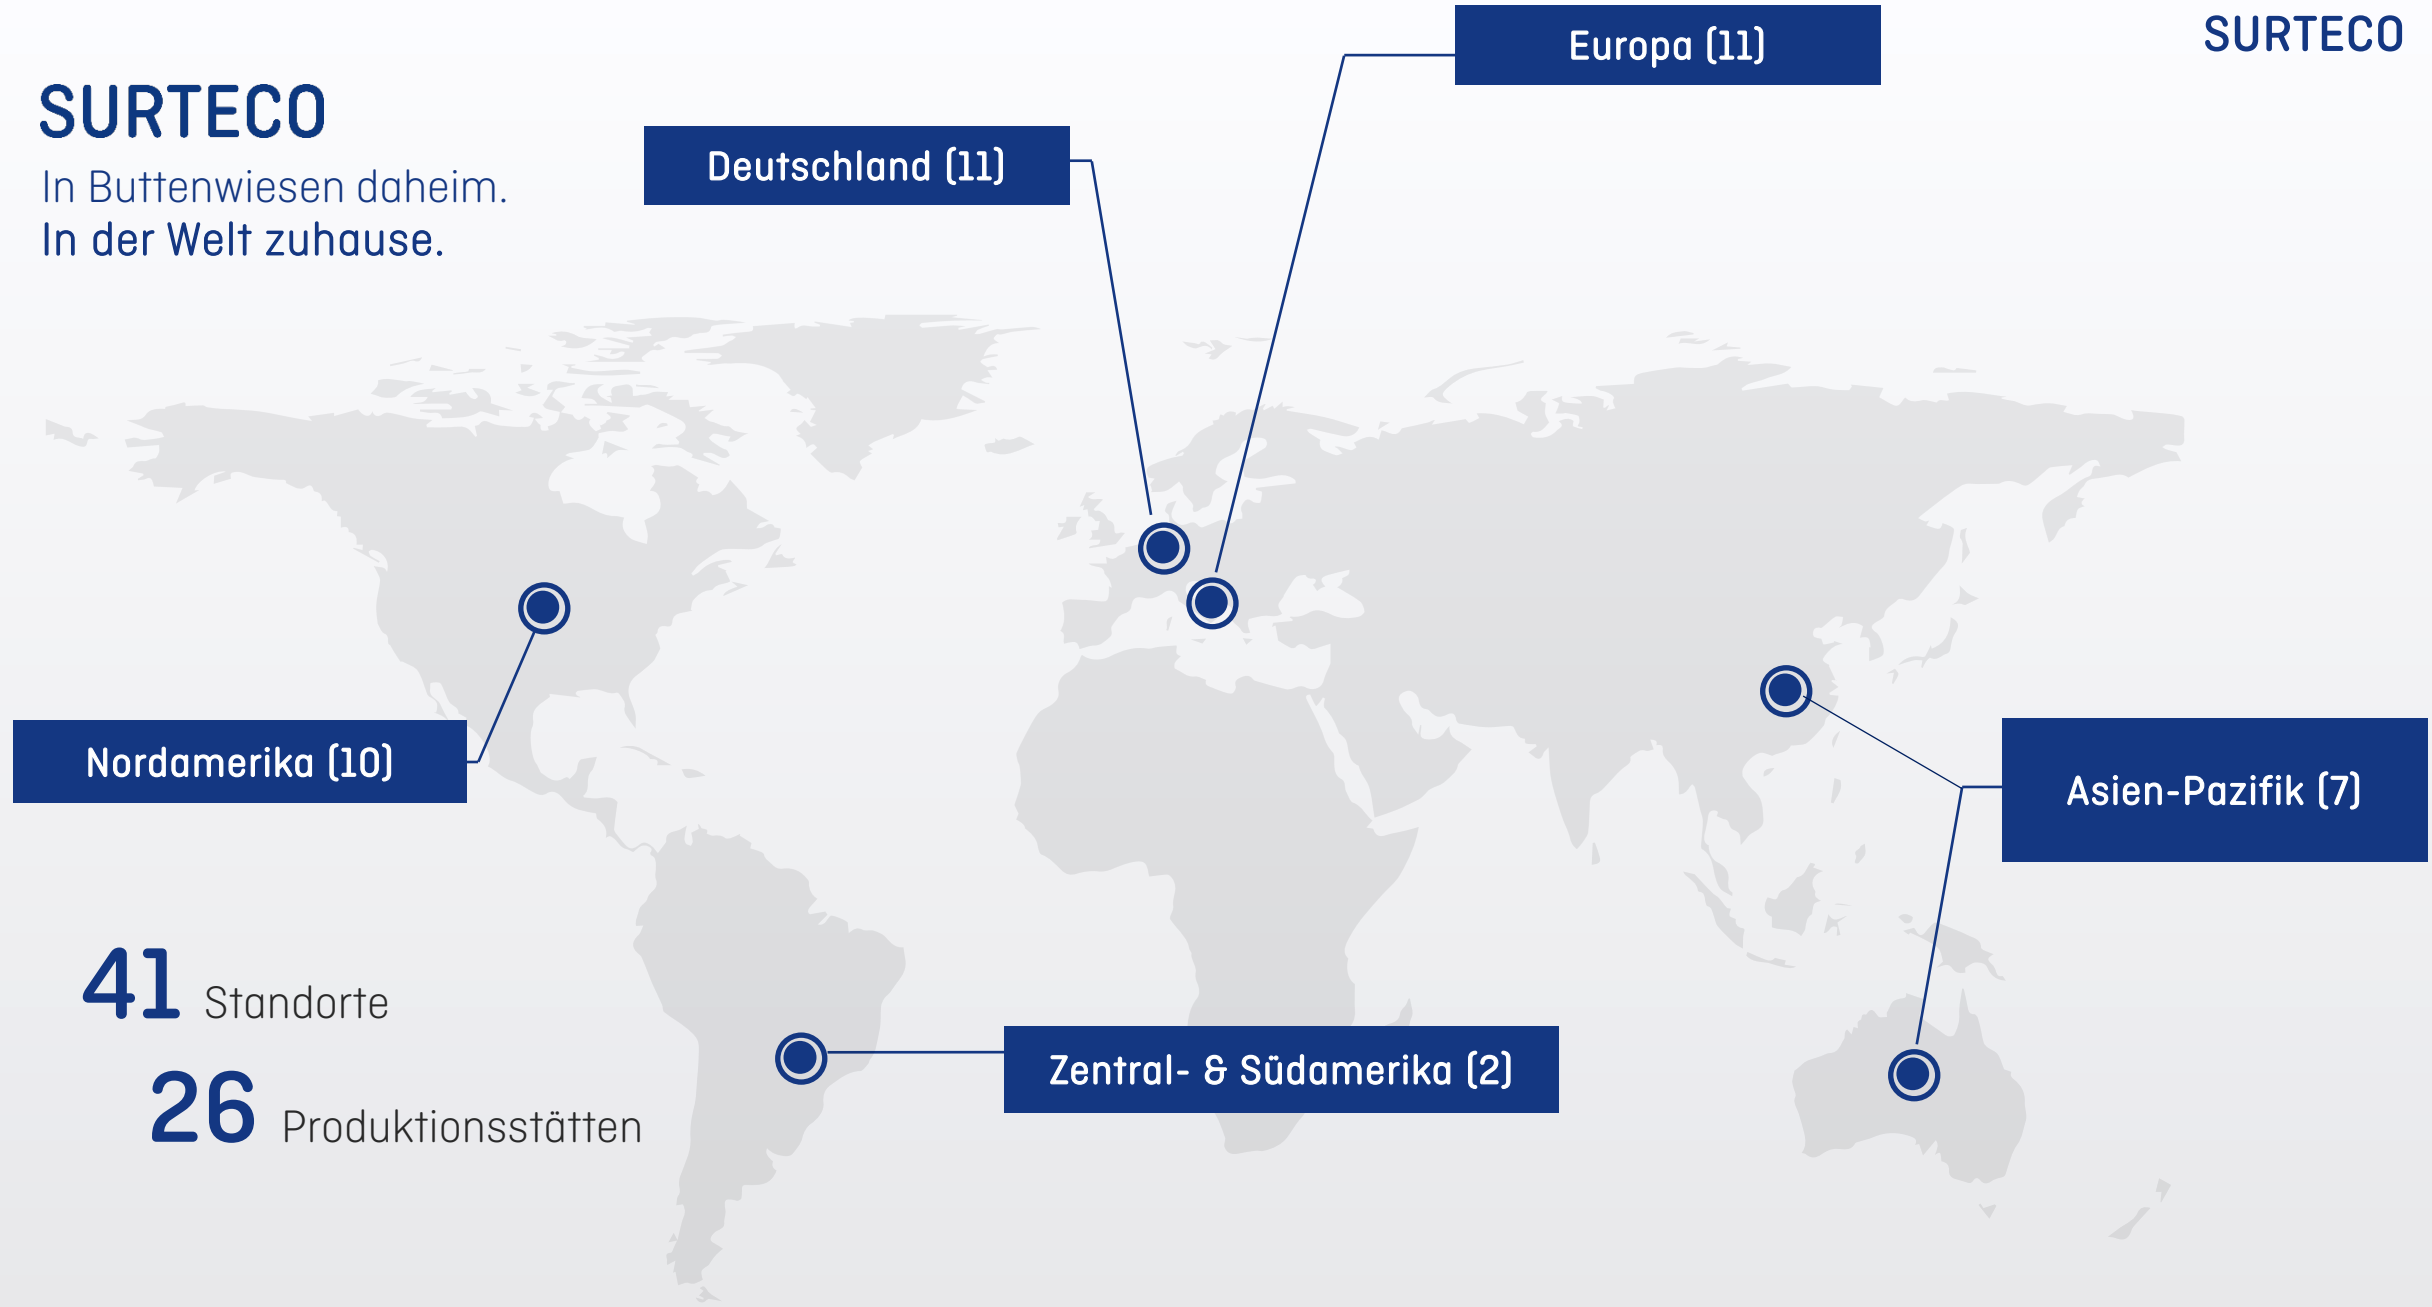 SURTECO
SURTECO
In Buttenwiesen daheim.
In der Welt zuhause.
Europa (11)
Deutschland (11)
Nordamerika (10)
Asien-Pazifik (7)
Zentral- & Südamerika (2)
41 Standorte
26 Produktionsstätten